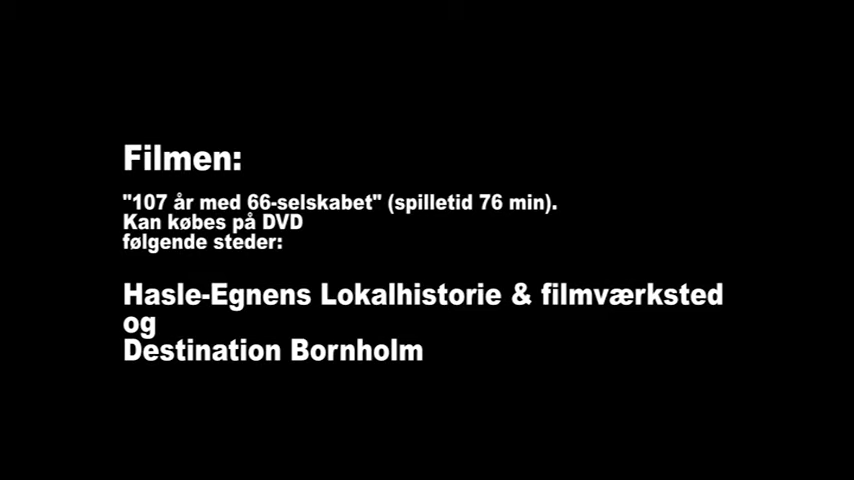 Filmen:
"107 år med 66-selskabet" (spilletid 76 min).
Kan købes på DVD
følgende steder:
Hasle-Egnens Lokalhistorie & filmværksted
og
Destination Bornholm